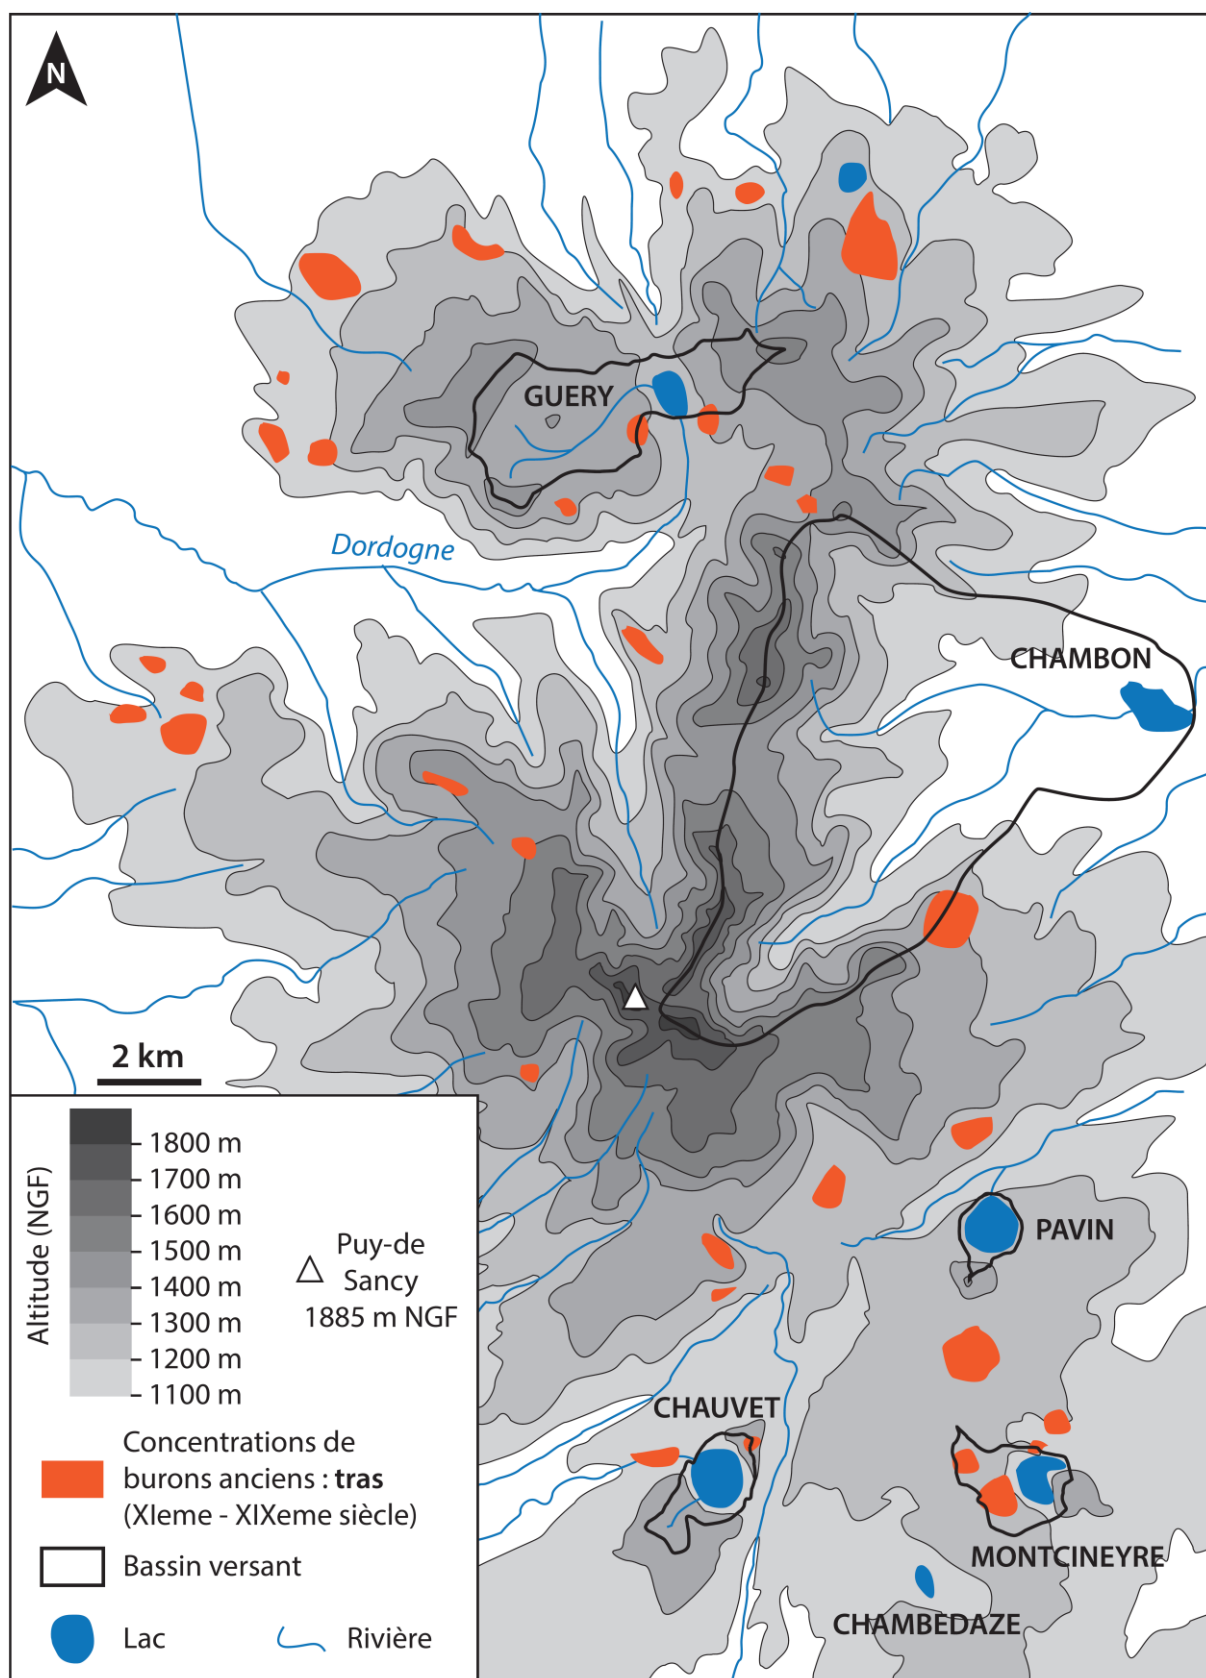 N
GUERY
Dordogne
CHAMBON
2 km
PAVIN
CHAUVET
MONTCINEYRE
CHAMBEDAZE
Altitude (NGF)
1800 m
1700 m
1600 m
1500 m
1400 m
1300 m
1200 m
1100 m
Puy-de
Sancy
1885 m NGF
Concentrations de
burons anciens : tras
(XIeme - XIXeme siècle)
Bassin versant
Lac
Rivière